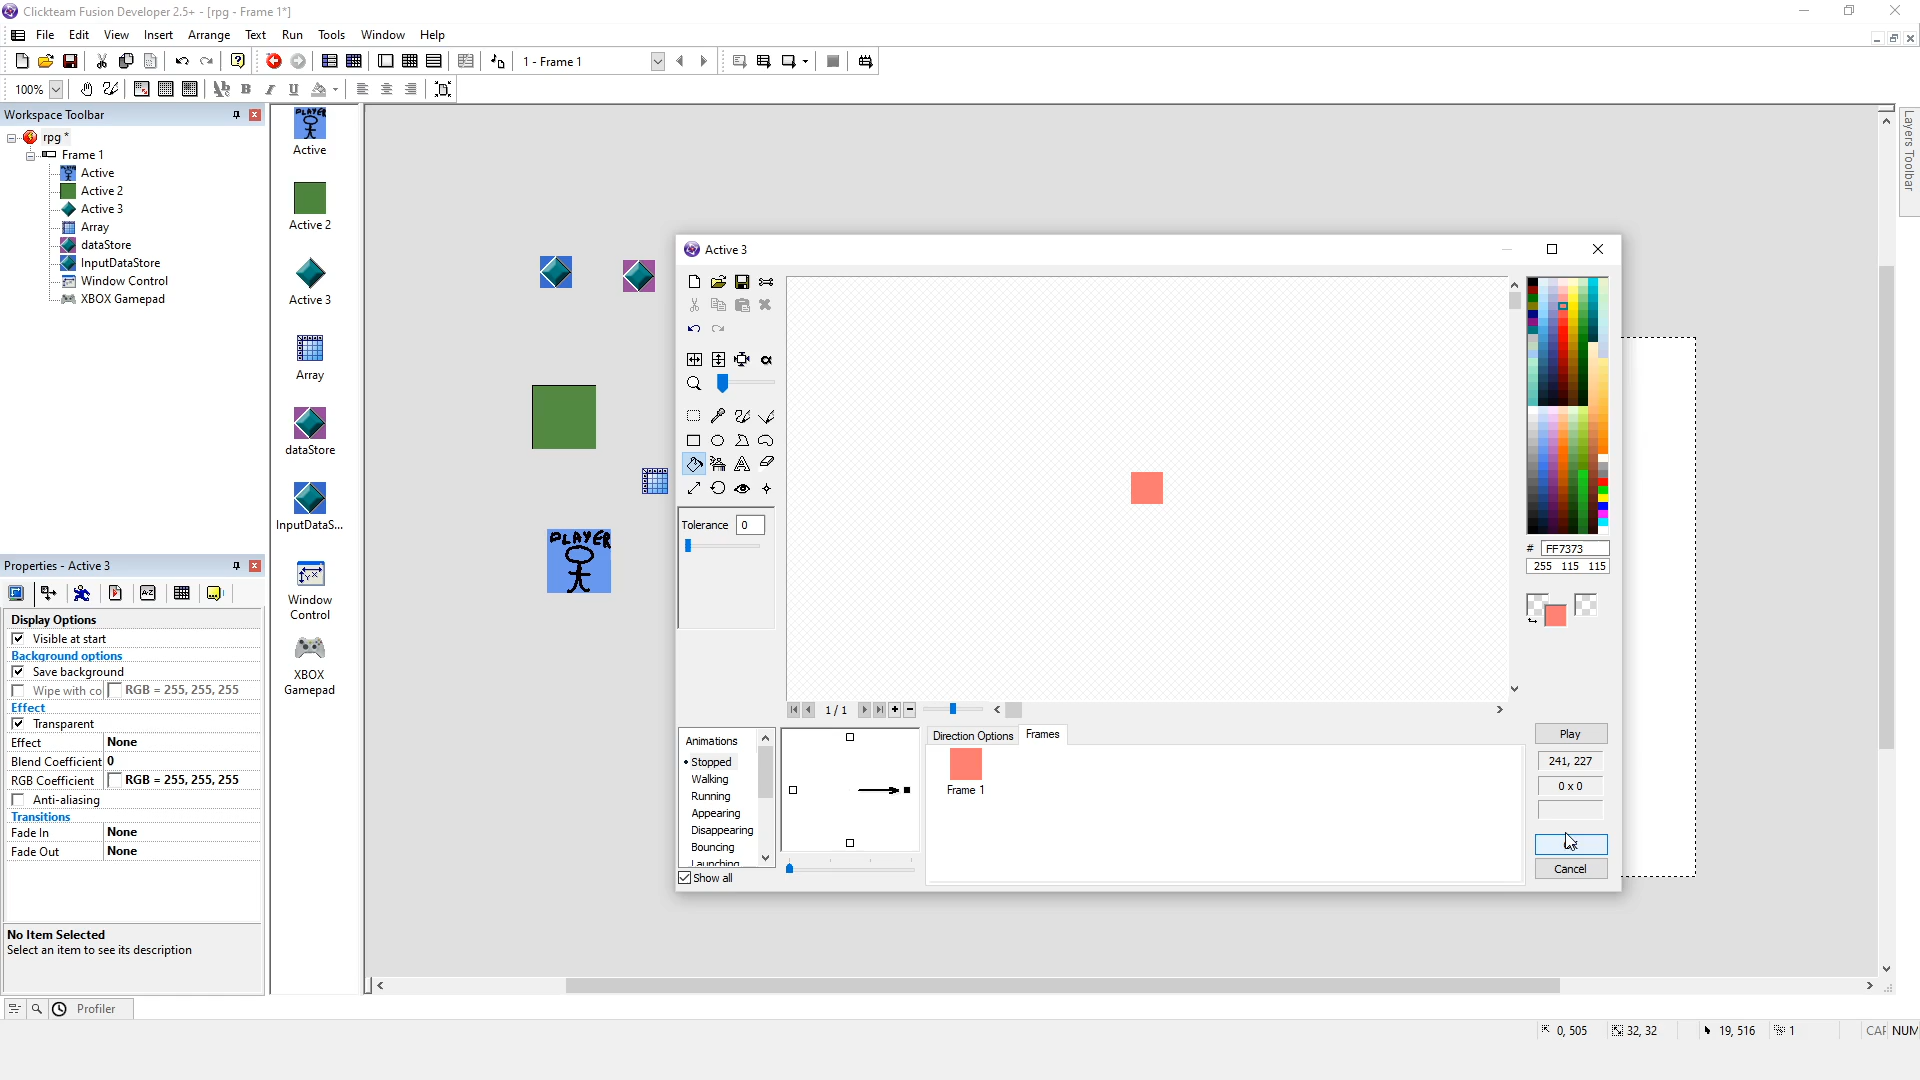 Clickteam Fusion Developer 2.5+ - [rpg - Frame 1*]
File Edit View Insert Arrange Text Run Tools Window Help
1 - Frame 1
100%
Workspace Toolbar
rpg *
Frame 1
Active
Active 2
Active 3
Array
dataStore
InputDataStore
Window Control
XBOX Gamepad
Properties - Active 3
Display Options
Visible at start
Background options
Save background
Wipe with co RGB = 255, 255, 255
Effect
Transparent
Effect None
Blend Coefficient 0
RGB Coefficient RGB = 255, 255, 255
Anti-aliasing
Transitions
Fade In None
Fade Out None
No Item Selected
Select an item to see its description
Profiler
PLAYER
Active
Active 2
Active 3
Array
dataStore
InputDataS...
Window
Control
XBOX
Gamepad
PLAYER
Active 3
Tolerance 0
1 / 1
Animations
Stopped
Walking
Running
Appearing
Disappearing
Bouncing
Launching
Show all
Direction Options Frames
Frame 1
# FF7373
255 115 115
Play
241, 227
0 x 0
Cancel
Layers Toolbar
0, 505 32, 32 19, 516 1 CAP NUM